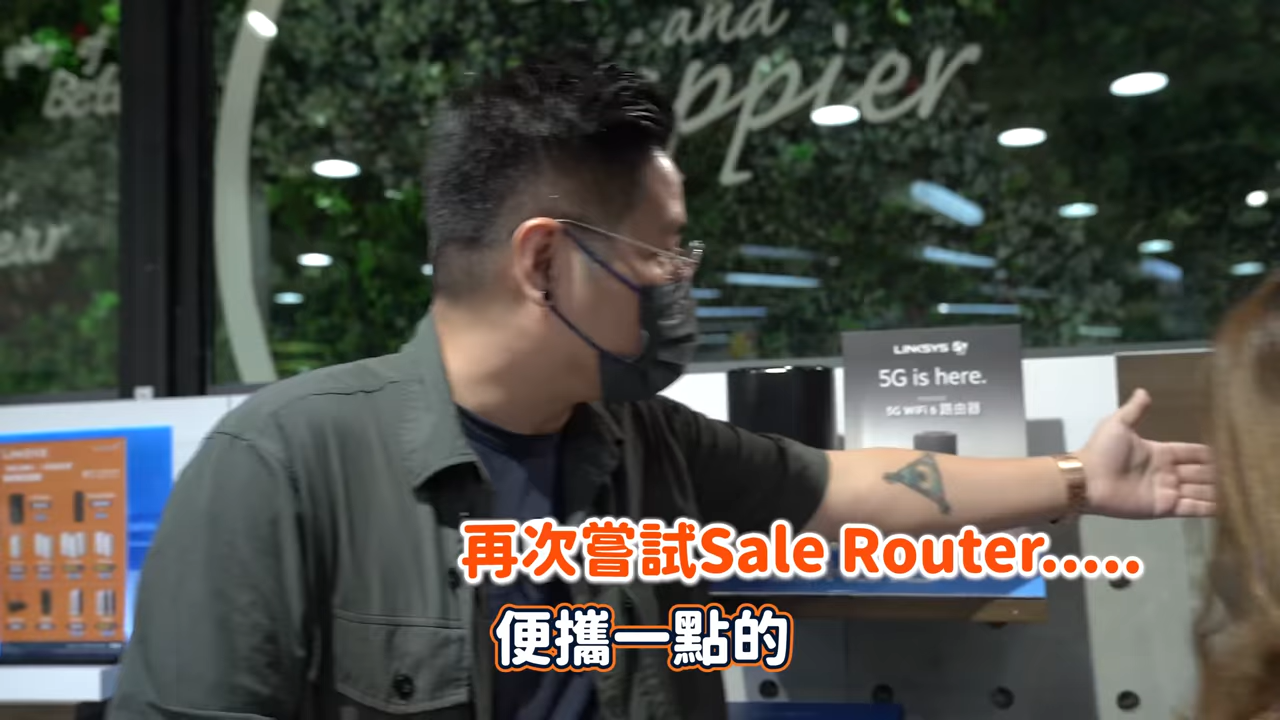 and
ppier
LINKSYS
5G is here.
5G WiFi 6 路由器
再次嘗試Sale Router.....
便攜一點的